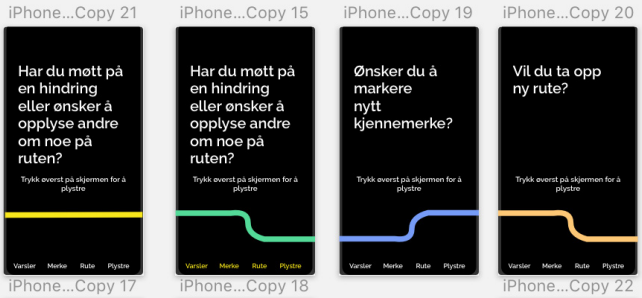 iPhone...Copy 21
Har du møtt på
en hindring
eller ønsker å
opplyse andre
om noe på
ruten?
Trykk øverst på skjermen for å
plystre
Varsler Merke Rute Plystre
iPhone...Copy 17
iPhone...Copy 15
Har du møtt på
en hindring
eller ønsker å
opplyse andre
om noe på
ruten?
Trykk øverst på skjermen for å
plystre
Varsler Merke Rute Plystre
iPhone...Copy 18
iPhone...Copy 19
Ønsker du å
markere
nytt
kjennemerke?
Trykk øverst på skjermen for å
plystre
Varsler Merke Rute Plystre
iPhone...Copy 20
Vil du ta opp
ny rute?
Trykk øverst på skjermen for å
plystre
Varsler Merke Rute Plystre
iPhone...Copy 22